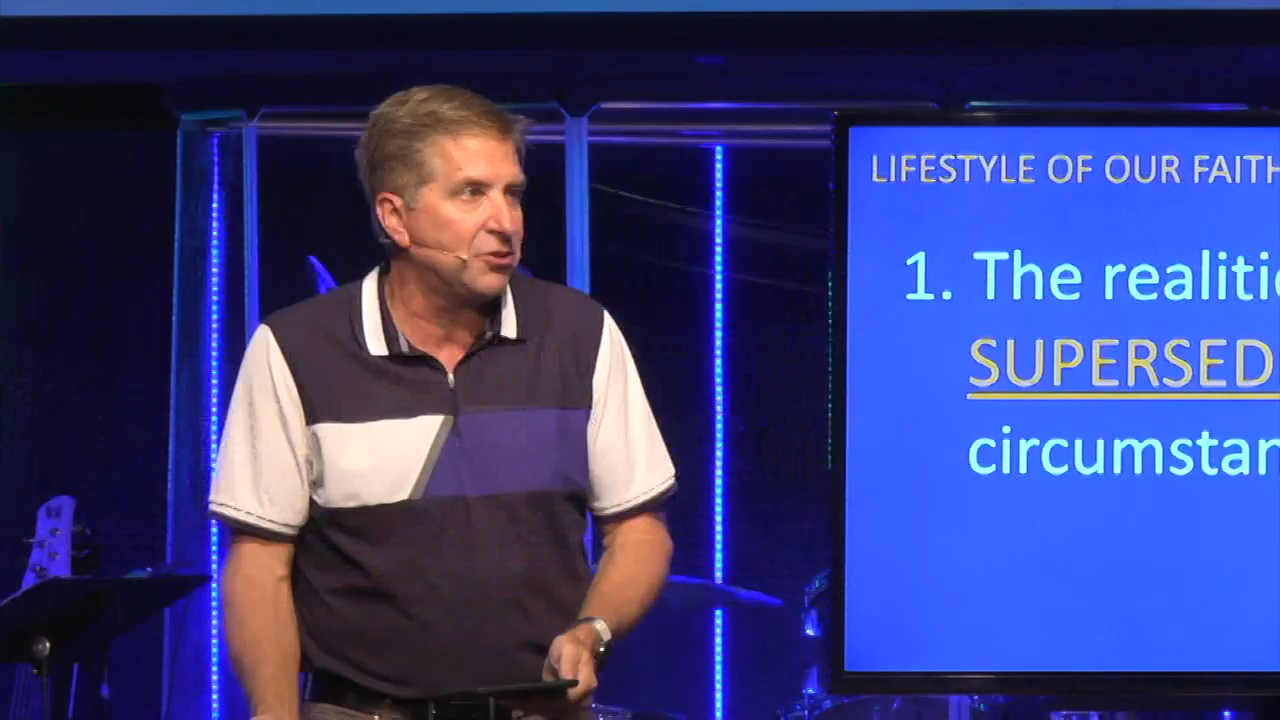 LIFESTYLE OF OUR FAITH
1. The realiti
SUPERSED
circumstan